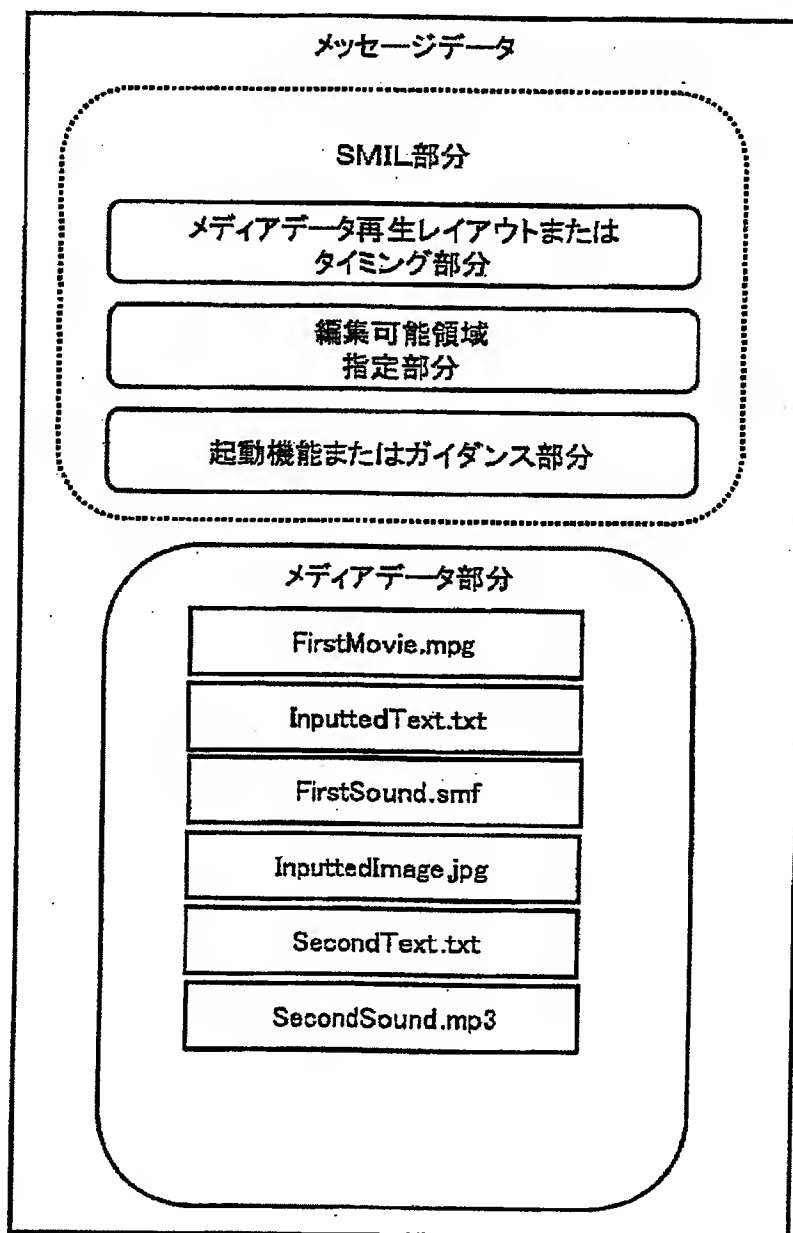 メッセージデータ
SMIL部分
メディアデータ再生レイアウトまたは
タイミング部分
編集可能領域
指定部分
起動機能またはガイダンス部分
メディアデータ部分
FirstMovie.mpg
InputtedText.txt
FirstSound.smf
InputtedImage.jpg
SecondText.txt
SecondSound.mp3